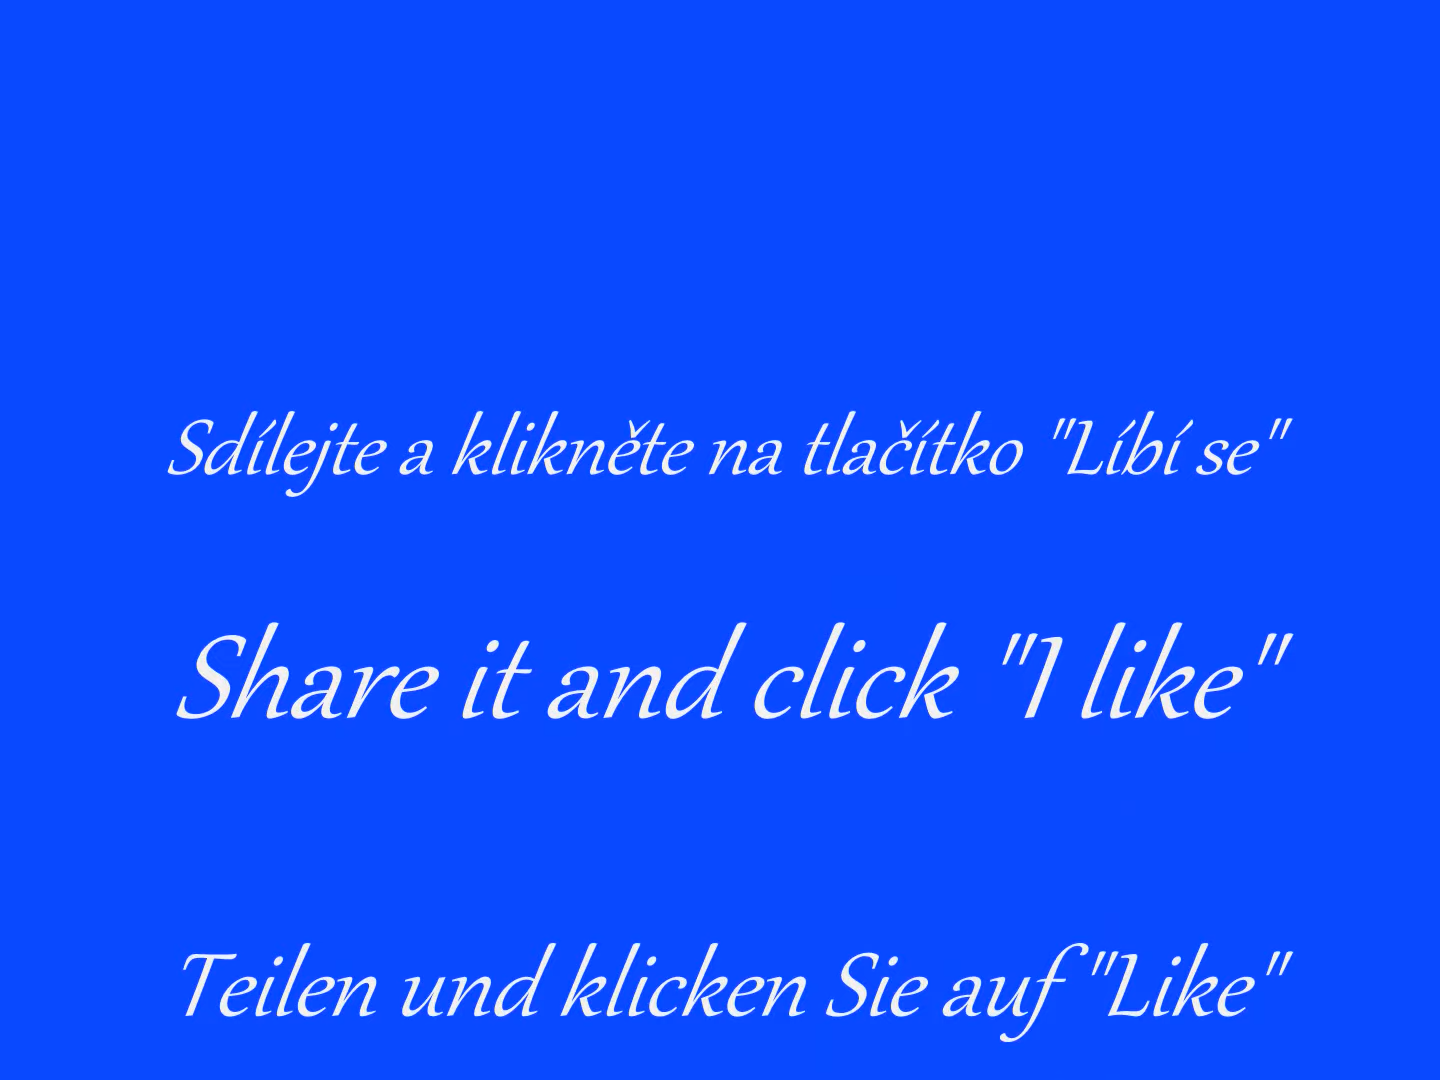 Sdílejte a klikněte na tlačítko "Líbí se"
Share it and click "I like"
Teilen und klicken Sie auf "Like"